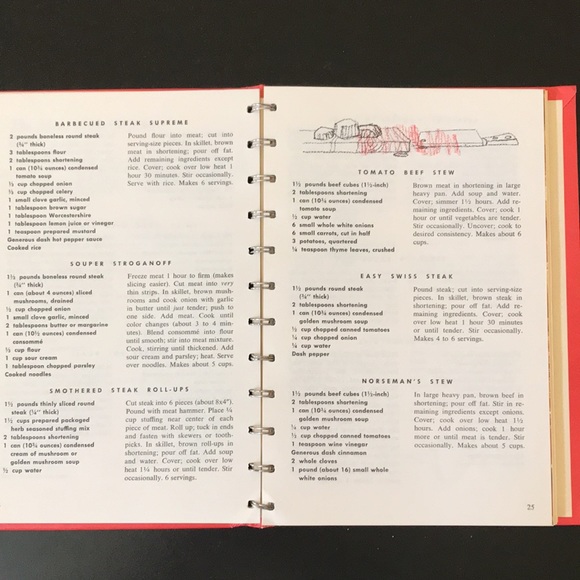 BARBECUED STEAK SUPREME
2 pounds boneless round steak
(¾" thick)
3 tablespoons flour
2 tablespoons shortening
1 can (10¾ ounces) condensed
tomato soup
½ cup chopped onion
½ cup chopped celery
1 small clove garlic, minced
1 tablespoon brown sugar
1 tablespoon Worcestershire
1 tablespoon lemon juice or vinegar
1 teaspoon prepared mustard
Generous dash hot pepper sauce
Cooked rice
Pound flour into meat; cut into
serving-size pieces. In skillet, brown
meat in shortening; pour off fat.
Add remaining ingredients except
rice. Cover; cook over low heat 1
hour 30 minutes. Stir occasionally.
Serve with rice. Makes 6 servings.
SOUPER STROGANOFF
1½ pounds boneless round steak
(¾" thick)
1 can (about 4 ounces) sliced
mushrooms, drained
½ cup chopped onion
1 small clove garlic, minced
2 tablespoons butter or margarine
1 can (10½ ounces) condensed
consommé
½ cup flour
1 cup sour cream
1 tablespoon chopped parsley
Cooked noodles
Freeze meat 1 hour to firm (makes
slicing easier). Cut meat into very
thin strips. In skillet, brown mush-
rooms and cook onion with garlic
in butter until just tender; push to
one side. Add meat. Cook until
color changes (about 3 to 4 min-
utes). Blend consommé into flour
until smooth; stir into meat mixture.
Cook, stirring until thickened. Add
sour cream and parsley; heat. Serve
over noodles. Makes about 5 cups.
SMOTHERED STEAK ROLL-UPS
1½ pounds thinly sliced round
steak (¼" thick)
1½ cups prepared packaged
herb seasoned stuffing mix
2 tablespoons shortening
1 can (10¾ ounces) condensed
cream of mushroom or
golden mushroom soup
½ cup water
Cut steak into 6 pieces (about 8x4").
Pound with meat hammer. Place ¼
cup stuffing near center of each
piece of meat. Roll up; tuck in ends
and fasten with skewers or tooth-
picks. In skillet, brown roll-ups in
shortening; pour off fat. Add soup
and water. Cover; cook over low
heat 1¼ hours or until tender. Stir
occasionally. 6 servings.
TOMATO BEEF STEW
1½ pounds beef cubes (1½-inch)
2 tablespoons shortening
1 can (10¾ ounces) condensed
tomato soup
½ cup water
6 small whole white onions
6 small carrots, cut in half
3 potatoes, quartered
¼ teaspoon thyme leaves, crushed
Brown meat in shortening in large
heavy pan. Add soup and water.
Cover; simmer 1½ hours. Add re-
maining ingredients. Cover; cook 1
hour or until vegetables are tender.
Stir occasionally. Uncover; cook to
desired consistency. Makes about 6
cups.
EASY SWISS STEAK
1½ pounds round steak
(¾" thick)
2 tablespoons shortening
1 can (10¾ ounces) condensed
golden mushroom soup
½ cup chopped canned tomatoes
¼ cup chopped onion
½ cup water
Dash pepper
Pound steak; cut into serving-size
pieces. In skillet, brown steak in
shortening; pour off fat. Add re-
maining ingredients. Cover; cook
over low heat 1 hour 30 minutes
or until tender. Stir occasionally.
Makes 4 to 6 servings.
NORSEMAN'S STEW
1½ pounds beef cubes (1½-inch)
2 tablespoons shortening
1 can (10¾ ounces) condensed
golden mushroom soup
¼ cup water
½ cup chopped canned tomatoes
1 teaspoon wine vinegar
Generous dash cinnamon
2 whole cloves
1 pound (about 16) small whole
white onions
In large heavy pan, brown beef in
shortening; pour off fat. Stir in re-
maining ingredients except onions.
Cover; cook over low heat 1½
hours. Add onions; cook 1 hour
more or until meat is tender. Stir
occasionally. Makes about 5 cups.
25